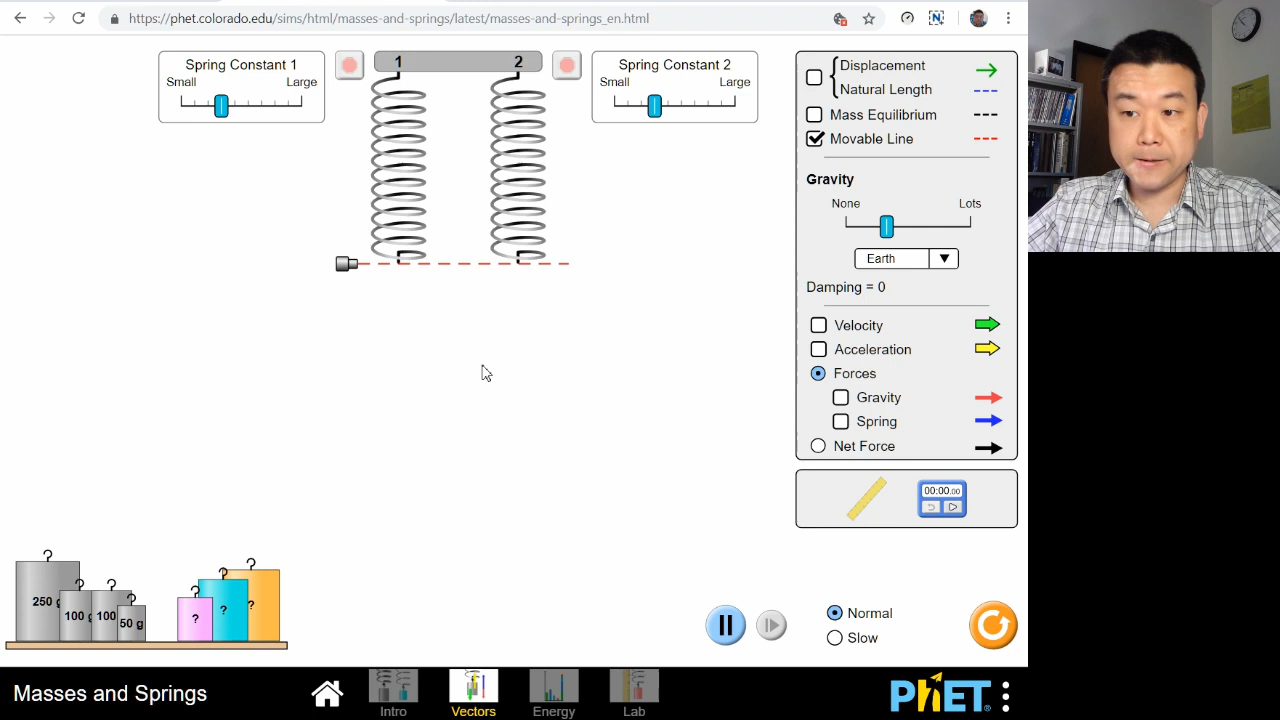 https://phet.colorado.edu/sims/html/masses-and-springs/latest/masses-and-springs_en.html
Spring Constant 1
Small Large
1 2
Spring Constant 2
Small Large
Displacement
Natural Length
Mass Equilibrium
Movable Line
Gravity
None Lots
Earth
Damping = 0
Velocity
Acceleration
Forces
Gravity
Spring
Net Force
00:00.00
250 g
100 g
100
50 g
?
?
?
Normal
Slow
Masses and Springs
Intro
Vectors
Energy
Lab
PhET